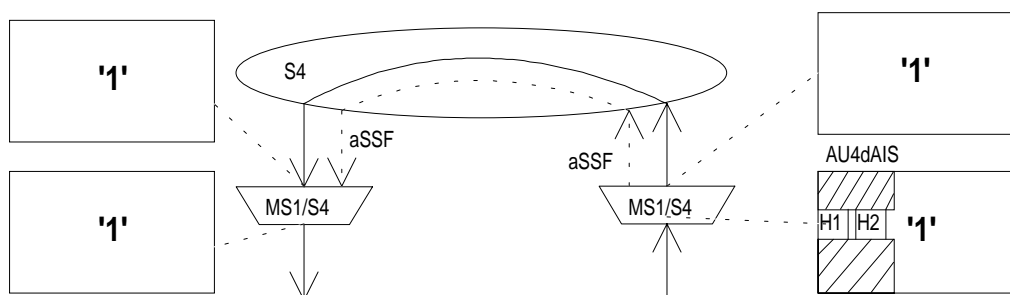 '1'
S4
'1'
aSSF
aSSF
AU4dAIS
'1'
MS1/S4
MS1/S4
H1 H2 '1'